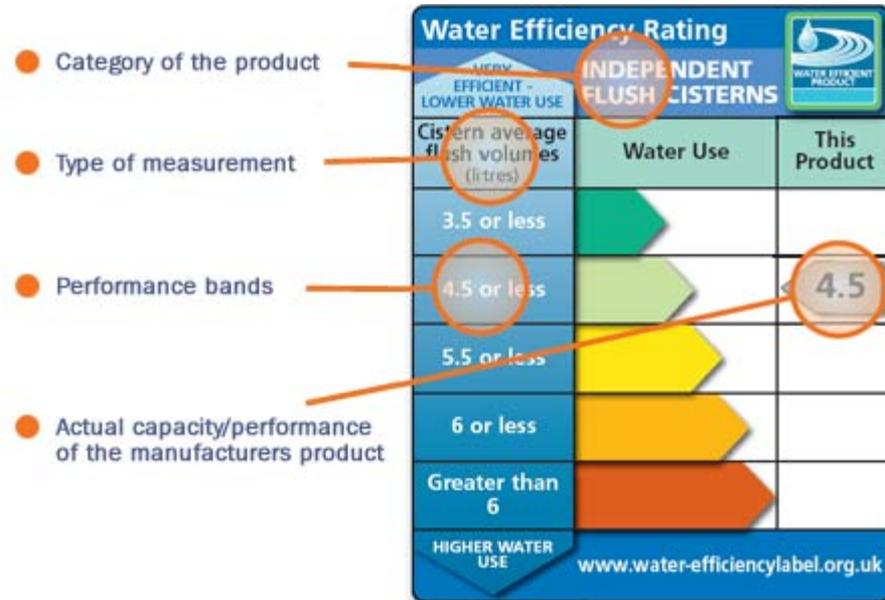 Category of the product
Type of measurement
Performance bands
Actual capacity/performance
of the manufacturers product
Water Efficiency Rating
VERY
EFFICIENT -
LOWER WATER USE
INDEPENDENT
FLUSH CISTERNS
WATER EFFICIENT
PRODUCT
Cistern average
flush volumes
(litres)
Water Use
This
Product
3.5 or less
4.5 or less
4.5
5.5 or less
6 or less
Greater than
6
HIGHER WATER
USE
www.water-efficiencylabel.org.uk